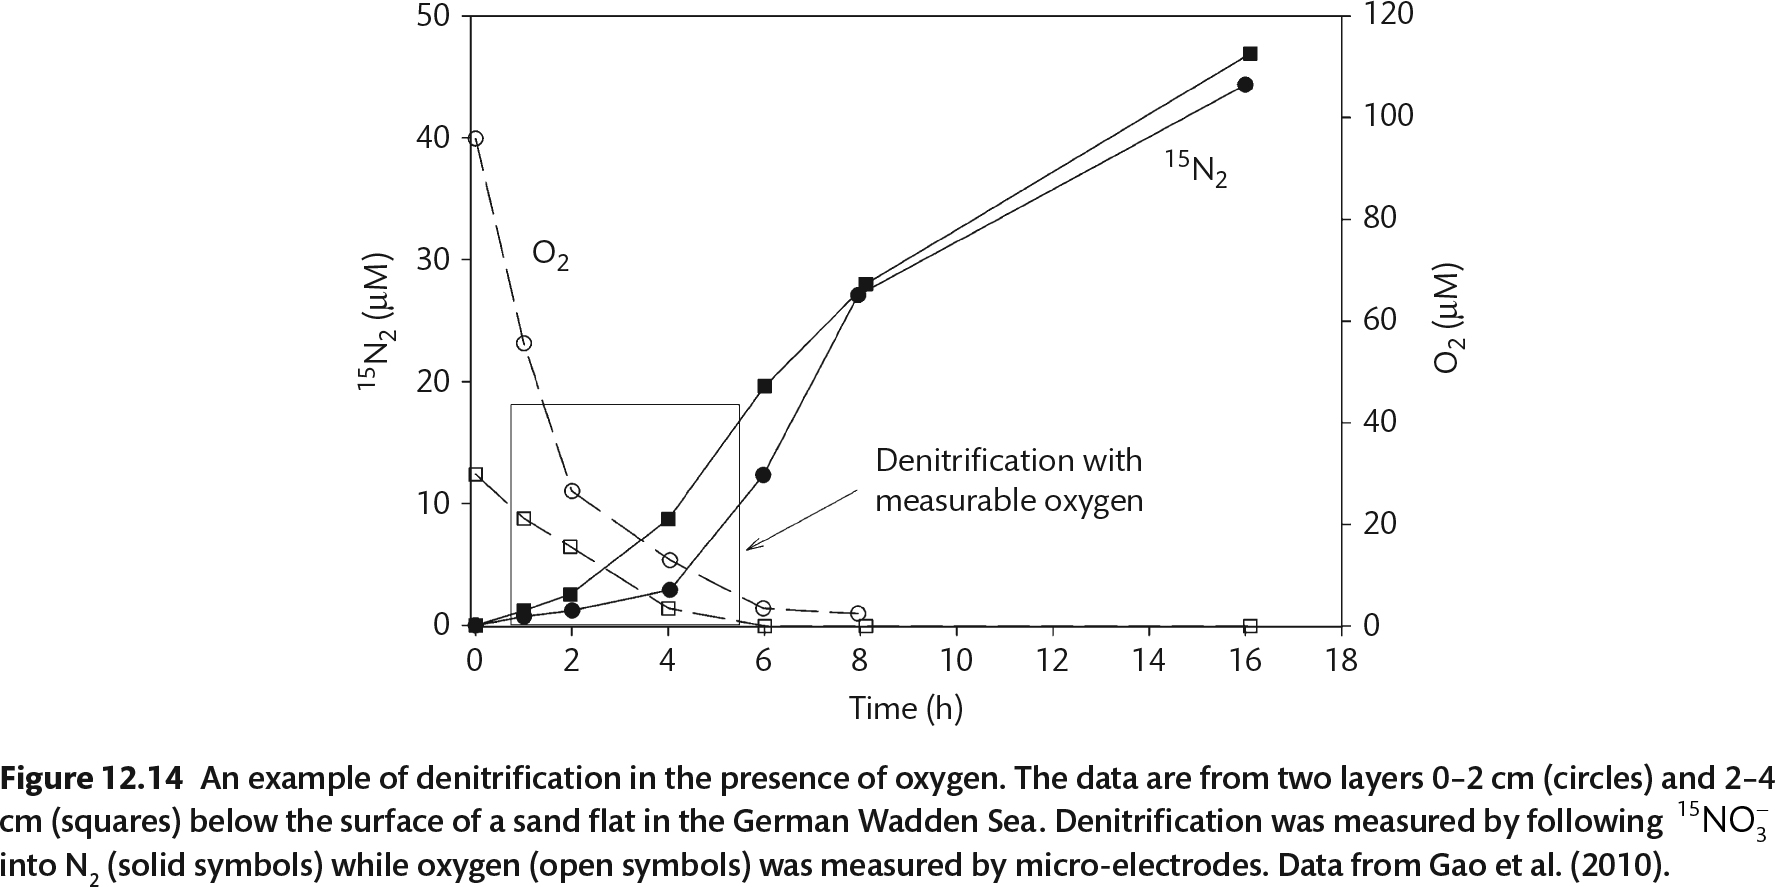 50
40
30
20
10
0
¹⁵N₂ (µM)
120
100
80
60
40
20
0
O₂ (µM)
O₂
¹⁵N₂
Denitrification with
measurable oxygen
0 2 4 6 8 10 12 14 16 18
Time (h)
Figure 12.14 An example of denitrification in the presence of oxygen. The data are from two layers 0–2 cm (circles) and 2–4
cm (squares) below the surface of a sand flat in the German Wadden Sea. Denitrification was measured by following ¹⁵NO₃⁻
into N₂ (solid symbols) while oxygen (open symbols) was measured by micro-electrodes. Data from Gao et al. (2010).